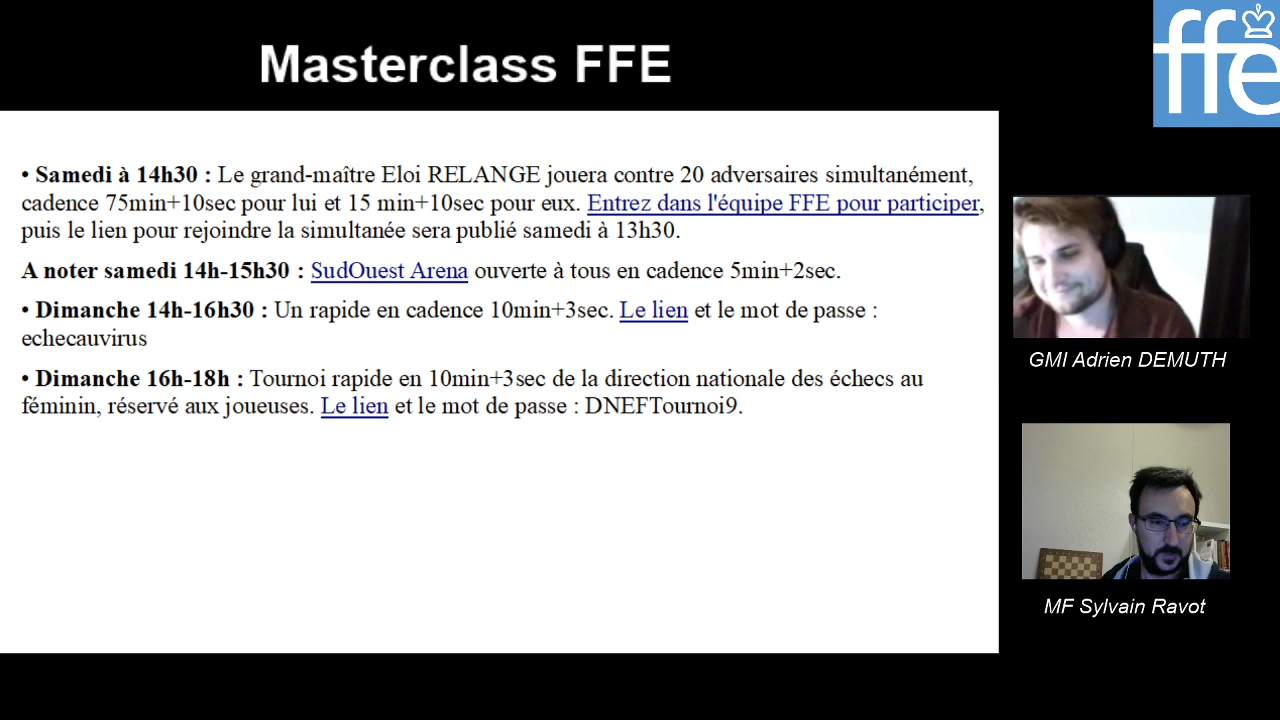 Masterclass FFE
ffe
• Samedi à 14h30 : Le grand-maître Eloi RELANGE jouera contre 20 adversaires simultanément,
cadence 75min+10sec pour lui et 15 min+10sec pour eux. Entrez dans l'équipe FFE pour participer,
puis le lien pour rejoindre la simultanée sera publié samedi à 13h30.
A noter samedi 14h-15h30 : SudOuest Arena ouverte à tous en cadence 5min+2sec.
• Dimanche 14h-16h30 : Un rapide en cadence 10min+3sec. Le lien et le mot de passe :
echecauvirus
• Dimanche 16h-18h : Tournoi rapide en 10min+3sec de la direction nationale des échecs au
féminin, réservé aux joueuses. Le lien et le mot de passe : DNEFTournoi9.
GMI Adrien DEMUTH
MF Sylvain Ravot